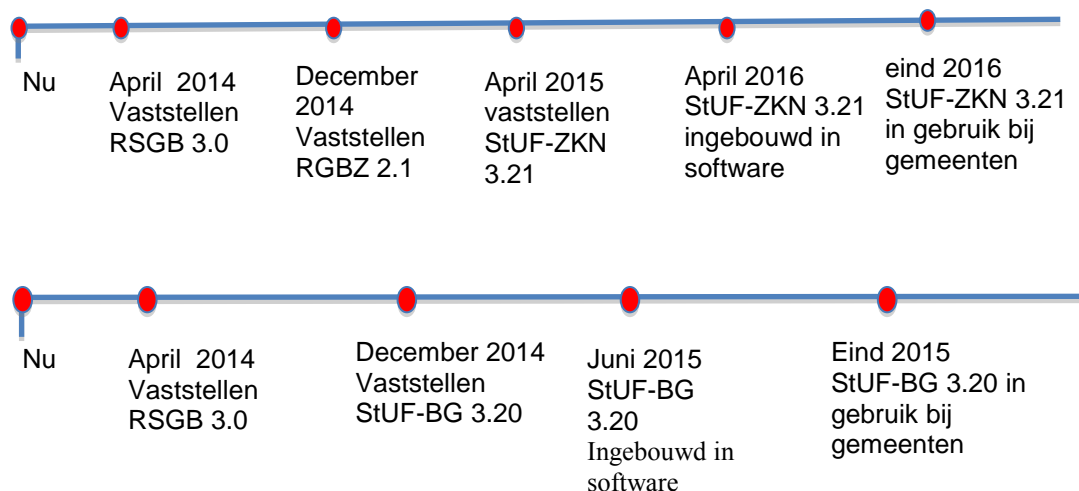 Nu
April 2014
Vaststellen
RSGB 3.0
December
2014
Vaststellen
RGBZ 2.1
April 2015
vaststellen
StUF-ZKN
3.21
April 2016
StUF-ZKN 3.21
ingebouwd in
software
eind 2016
StUF-ZKN 3.21
in gebruik bij
gemeenten
Nu
April 2014
Vaststellen
RSGB 3.0
December 2014
Vaststellen
StUF-BG 3.20
Juni 2015
StUF-BG
3.20
Ingebouwd in
software
Eind 2015
StUF-BG 3.20 in
gebruik bij
gemeenten